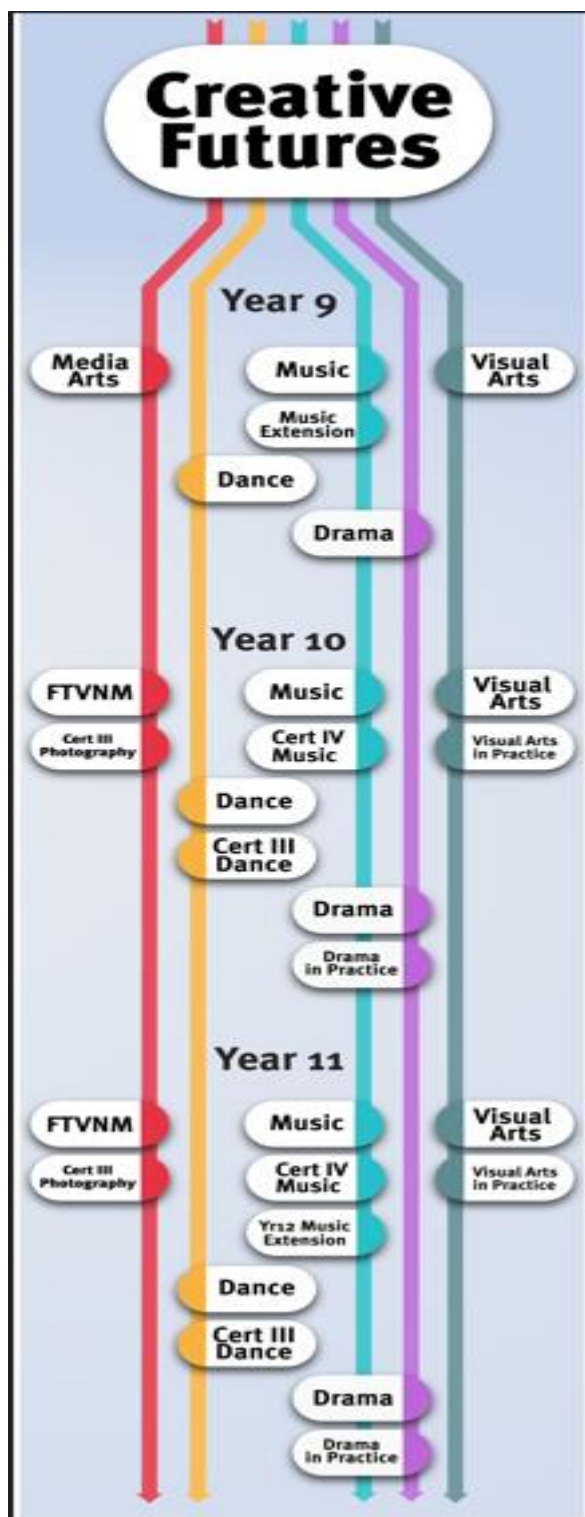 Creative
Futures
Year 9
Media
Arts
Music
Visual
Arts
Music
Extension
Dance
Drama
Year 10
FTVNM
Music
Visual
Arts
Cert III
Photography
Cert IV
Music
Visual Arts
in Practice
Dance
Cert III
Dance
Drama
Drama
in Practice
Year 11
FTVNM
Music
Visual
Arts
Cert III
Photography
Cert IV
Music
Visual Arts
in Practice
Yr12 Music
Extension
Dance
Cert III
Dance
Drama
Drama
in Practice